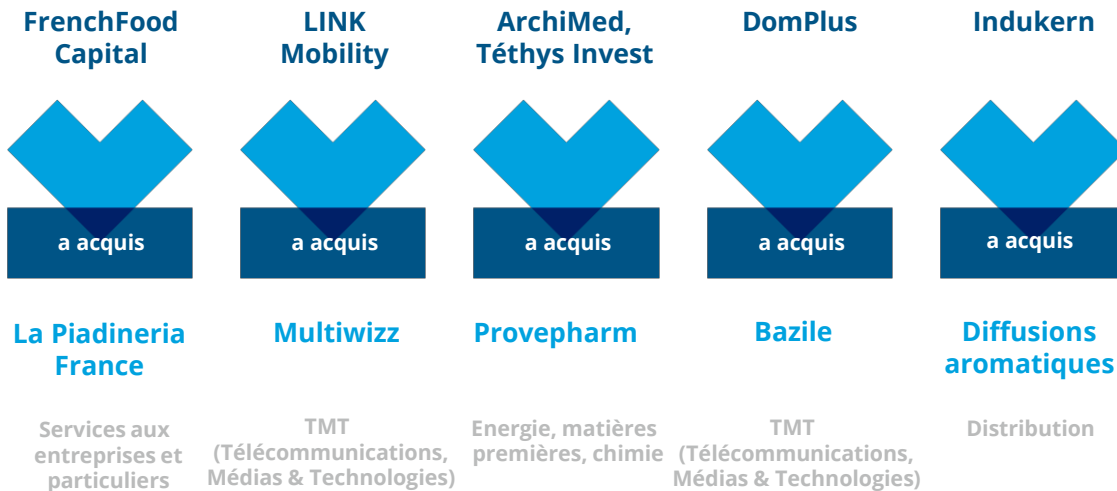 FrenchFood
Capital
LINK
Mobility
ArchiMed,
Téthys Invest
DomPlus
Indukern
a acquis
a acquis
a acquis
a acquis
a acquis
La Piadineria
France
Multiwizz
Provepharm
Bazile
Diffusions
aromatiques
Services aux
entreprises et
particuliers
TMT
(Télécommunications,
Médias & Technologies)
Energie, matières
premières, chimie
TMT
(Télécommunications,
Médias & Technologies)
Distribution